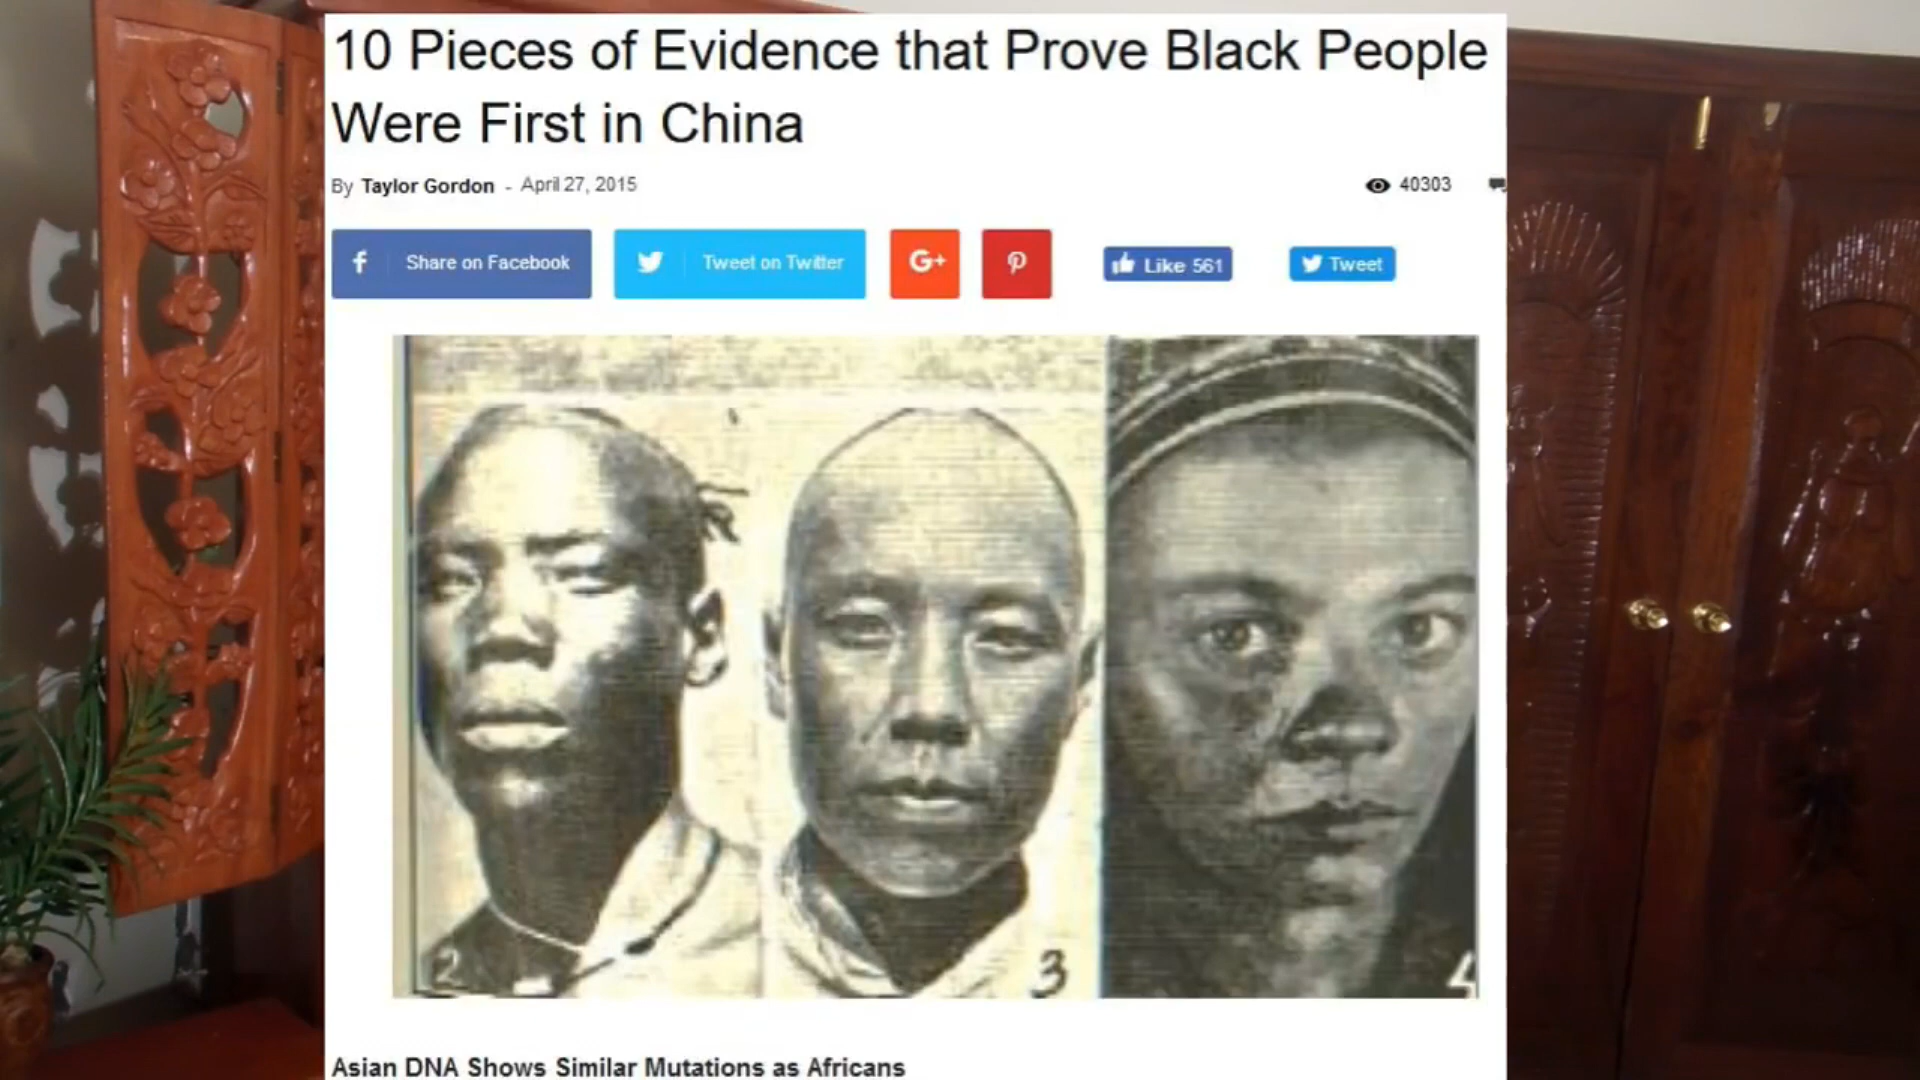 10 Pieces of Evidence that Prove Black People
Were First in China
By Taylor Gordon - April 27, 2015
40303
Share on Facebook
Tweet on Twitter
G+
Like 561
Tweet
2
3
4
Asian DNA Shows Similar Mutations as Africans